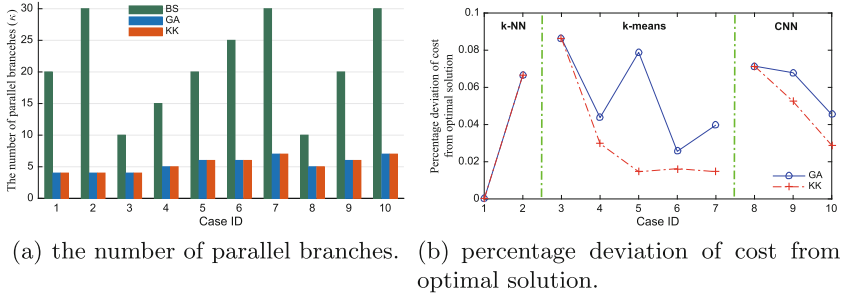 30
25
20
15
10
5
0
The number of parallel brancehes (κ)
BS
GA
KK
1 2 3 4 5 6 7 8 9 10
Case ID
(a) the number of parallel branches.
0.1
0.08
0.06
0.04
0.02
0
Percentage deviation of cost
from optimal solution
k-NN k-means CNN
GA
KK
1 2 3 4 5 6 7 8 9 10
Case ID
(b) percentage deviation of cost from
optimal solution.